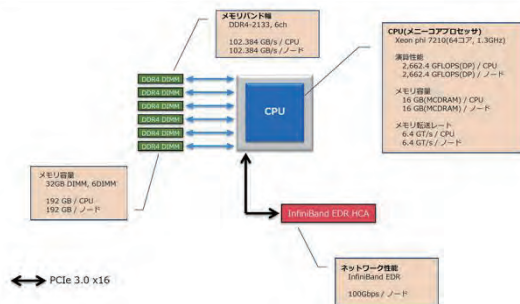 メモリバンド幅
DDR4-2133, 6ch
102.384 GB/s / CPU
102.384 GB/s / ノード
CPU(メニーコアプロセッサ)
Xeon phi 7210(64コア, 1.3GHz)
演算性能
2,662.4 GFLOPS(DP) / CPU
2,662.4 GFLOPS(DP) / ノード
メモリ容量
16 GB(MCDRAM) / CPU
16 GB(MCDRAM) / ノード
メモリ転送レート
6.4 GT/s / CPU
6.4 GT/s / ノード
DDR4 DIMM
DDR4 DIMM
DDR4 DIMM
DDR4 DIMM
DDR4 DIMM
DDR4 DIMM
CPU
メモリ容量
32GB DIMM, 6DIMM
192 GB / CPU
192 GB / ノード
InfiniBand EDR HCA
ネットワーク性能
InfiniBand EDR
100Gbps / ノード
PCIe 3.0 x16